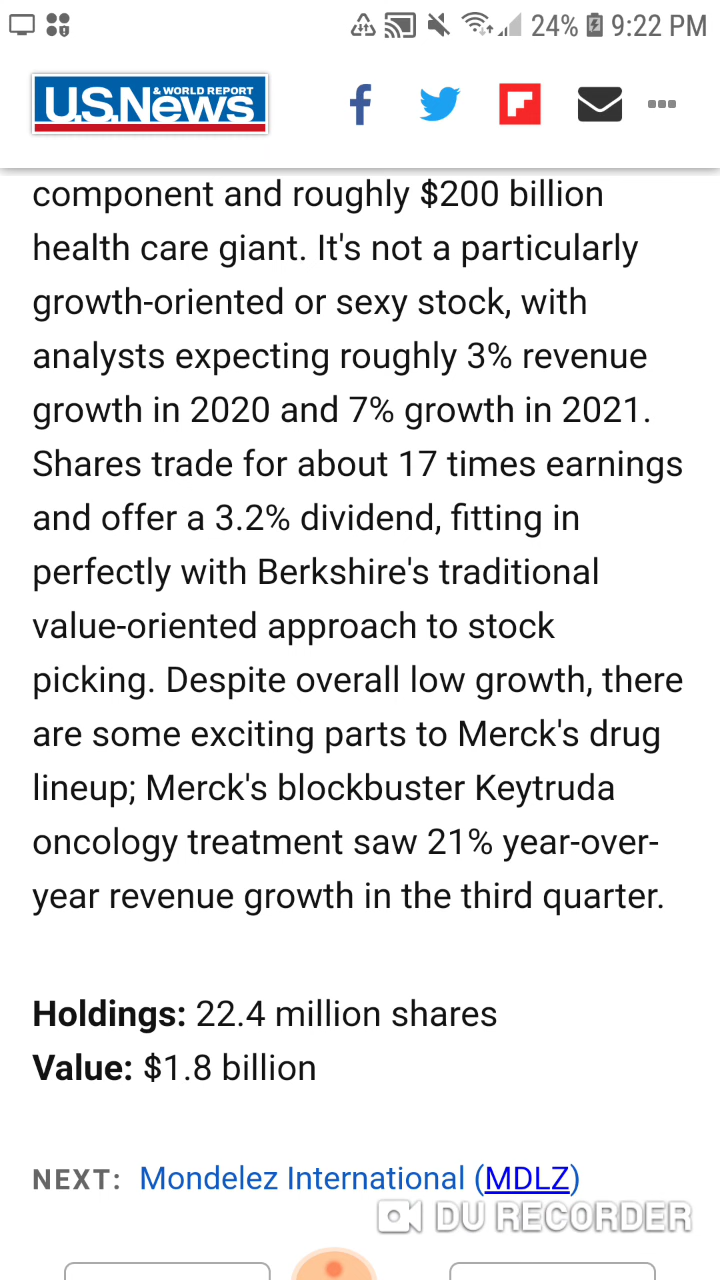 24% 9:22 PM
U.S.News & WORLD REPORT
component and roughly $200 billion
health care giant. It's not a particularly
growth-oriented or sexy stock, with
analysts expecting roughly 3% revenue
growth in 2020 and 7% growth in 2021.
Shares trade for about 17 times earnings
and offer a 3.2% dividend, fitting in
perfectly with Berkshire's traditional
value-oriented approach to stock
picking. Despite overall low growth, there
are some exciting parts to Merck's drug
lineup; Merck's blockbuster Keytruda
oncology treatment saw 21% year-over-
year revenue growth in the third quarter.
Holdings: 22.4 million shares
Value: $1.8 billion
NEXT: Mondelez International (MDLZ)
DU RECORDER